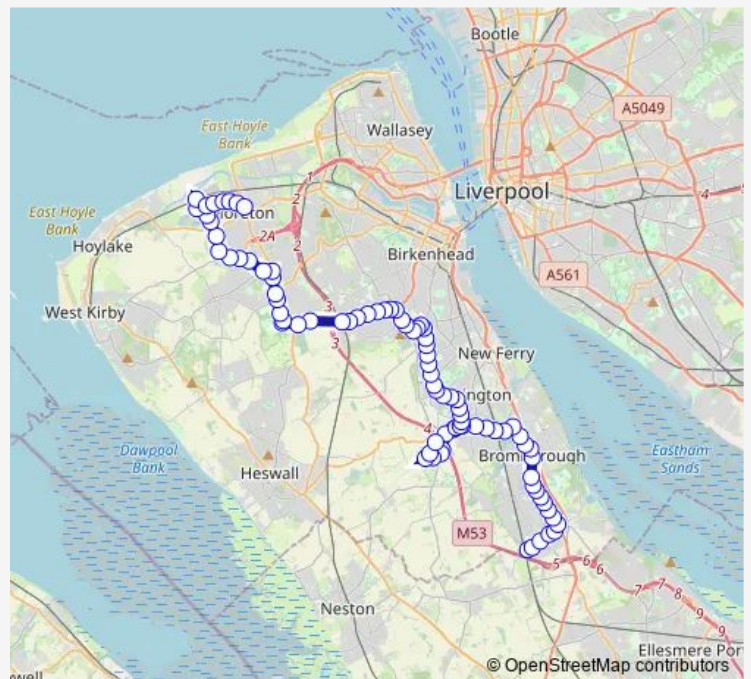 Bootle
A5049
East Hoyle
Bank
Wallasey
1
4
Liverpool
2
East Hoyle
Bank
2A
2
Hoylake
Birkenhead
A561
West Kirby
3
3
New Ferry
4
Dawpool
Bank
Heswall
Eastham
Sands
M53
5
6
6
7
7
8
9
9
Neston
Ellesmere Por
© OpenStreetMap contributors